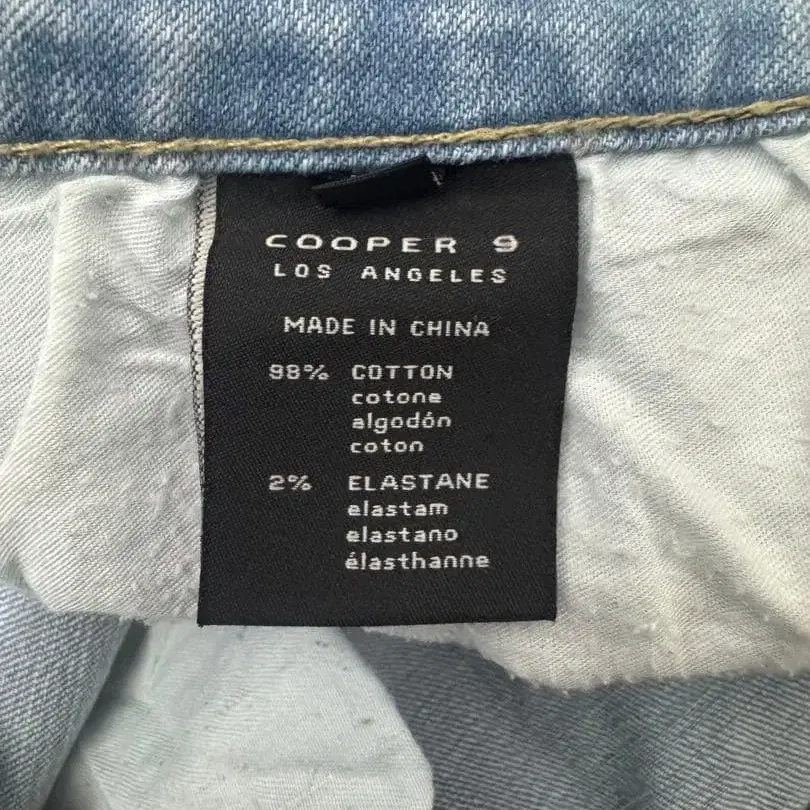 COOPER 9
LOS ANGELES
MADE IN CHINA
98% COTTON
cotone
algodón
coton
2% ELASTANE
elastam
elastano
élasthanne